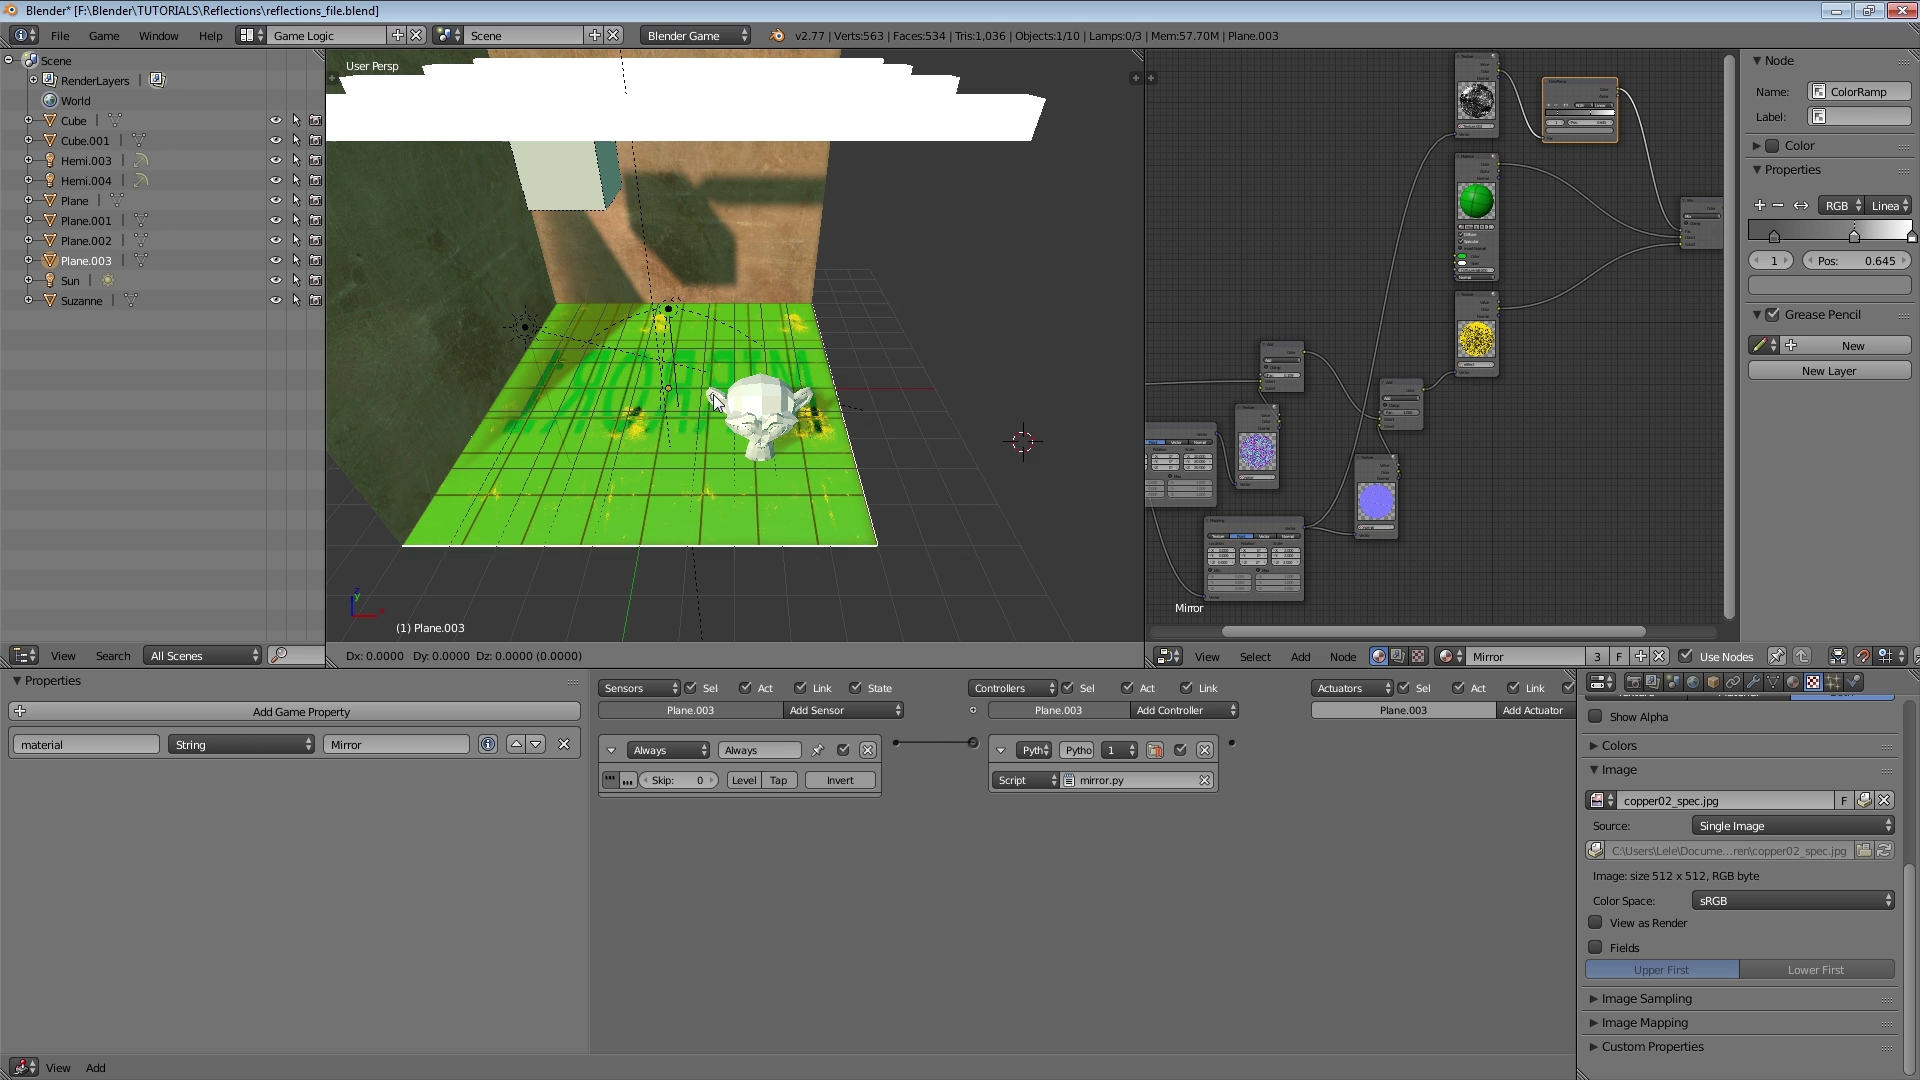 Blender* [F:\Blender\TUTORIALS\Reflections\reflections_file.blend]
File Game Window Help Game Logic Scene Blender Game v2.77 | Verts:563 | Faces:534 | Tris:1,036 | Objects:1/10 | Lamps:0/3 | Mem:57.70M | Plane.003
Scene
RenderLayers
World
Cube
Cube.001
Hemi.003
Hemi.004
Plane
Plane.001
Plane.002
Plane.003
Sun
Suzanne
View Search All Scenes
User Persp
(1) Plane.003
Dx: 0.0000 Dy: 0.0000 Dz: 0.0000 (0.0000)
Mirror
View Select Add Node Mirror 3 F Use Nodes
Node
Name: ColorRamp
Label:
Color
Properties
RGB Linea
1 Pos: 0.645
Grease Pencil
New
New Layer
Properties
Add Game Property
material String Mirror
Sensors Sel Act Link State
Plane.003 Add Sensor
Always Always
Skip: 0 Level Tap Invert
Controllers Sel Act Link
Plane.003 Add Controller
Pyth Pytho 1
Script mirror.py
Actuators Sel Act Link
Plane.003 Add Actuator
View Add
Show Alpha
Colors
Image
copper02_spec.jpg F
Source: Single Image
C:\Users\Lele\Docume...ren\copper02_spec.jpg
Image: size 512 x 512, RGB byte
Color Space: sRGB
View as Render
Fields
Upper First Lower First
Image Sampling
Image Mapping
Custom Properties